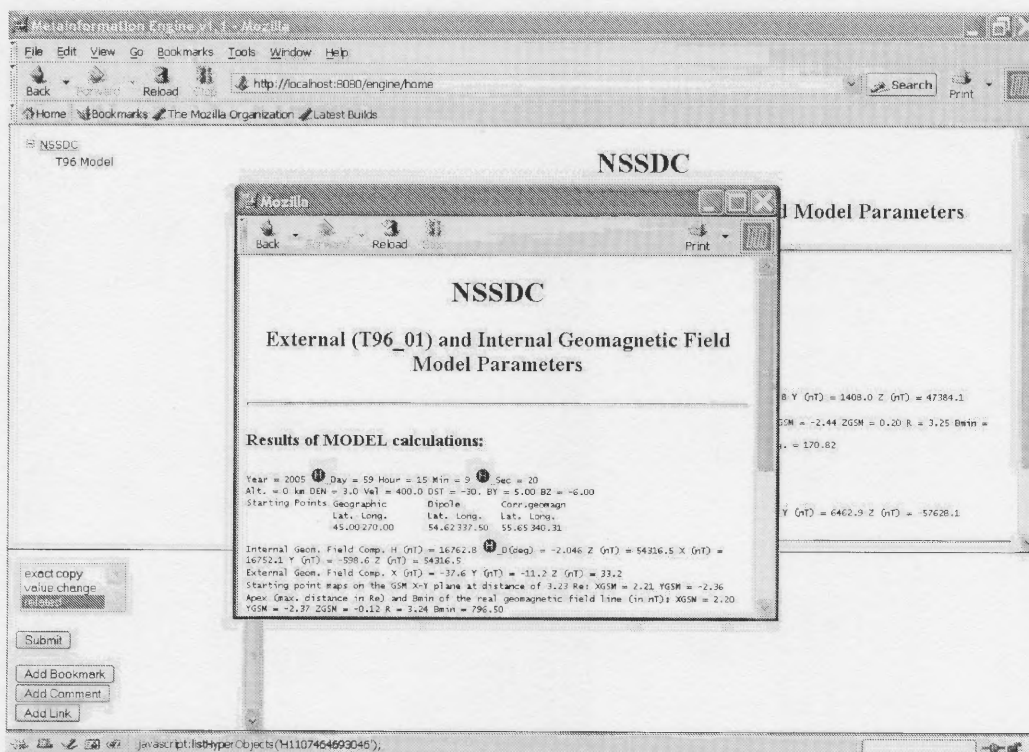 Metainformation Engine v1.1 - Mozilla
File Edit View Go Bookmarks Tools Window Help
Back Forward Reload Stop http://localhost:8080/engine/home Search Print
Home Bookmarks The Mozilla Organization Latest Builds
NSSDC
T96 Model
NSSDC
d Model Parameters
8 Y (nT) = 1408.0 Z (nT) = 47384.1
GSM = -2.44 ZGSM = 0.20 R = 3.25 Bmin =
. = 170.82
Y (nT) = 6462.9 Z (nT) = -57628.1
Mozilla
Back Forward Reload Stop Print
NSSDC
External (T96_01) and Internal Geomagnetic Field
Model Parameters
Results of MODEL calculations:
Year = 2005 H _Day = 59 Hour = 15 Min = 9 H _Sec = 20
Alt. = 0 km DEN = 3.0 Vel = 400.0 DST = -30. BY = 5.00 BZ = -6.00
Starting Points Geographic Dipole Corr.geomagn
Lat. Long. Lat. Long. Lat. Long.
45.00 270.00 54.62 337.50 55.65 340.31
Internal Geom. Field Comp. H (nT) = 16762.8 H _D(deg) = -2.046 Z (nT) = 54316.5 X (nT) =
16752.1 Y (nT) = -598.6 Z (nT) = 54316.5
External Geom. Field Comp. X (nT) = -37.6 Y (nT) = -11.2 Z (nT) = 33.2
Starting point maps on the GSM X-Y plane at distance of 3.23 Re: XGSM = 2.21 YGSM = -2.36
Apex (max. distance in Re) and Bmin of the real geomagnetic field line (in nT): XGSM = 2.20
YGSM = -2.37 ZGSM = -0.12 R = 3.24 Bmin = 796.50
exact copy
value change
related
Submit
Add Bookmark
Add Comment
Add Link
javascript:listHyperObjects('H1107464693046');